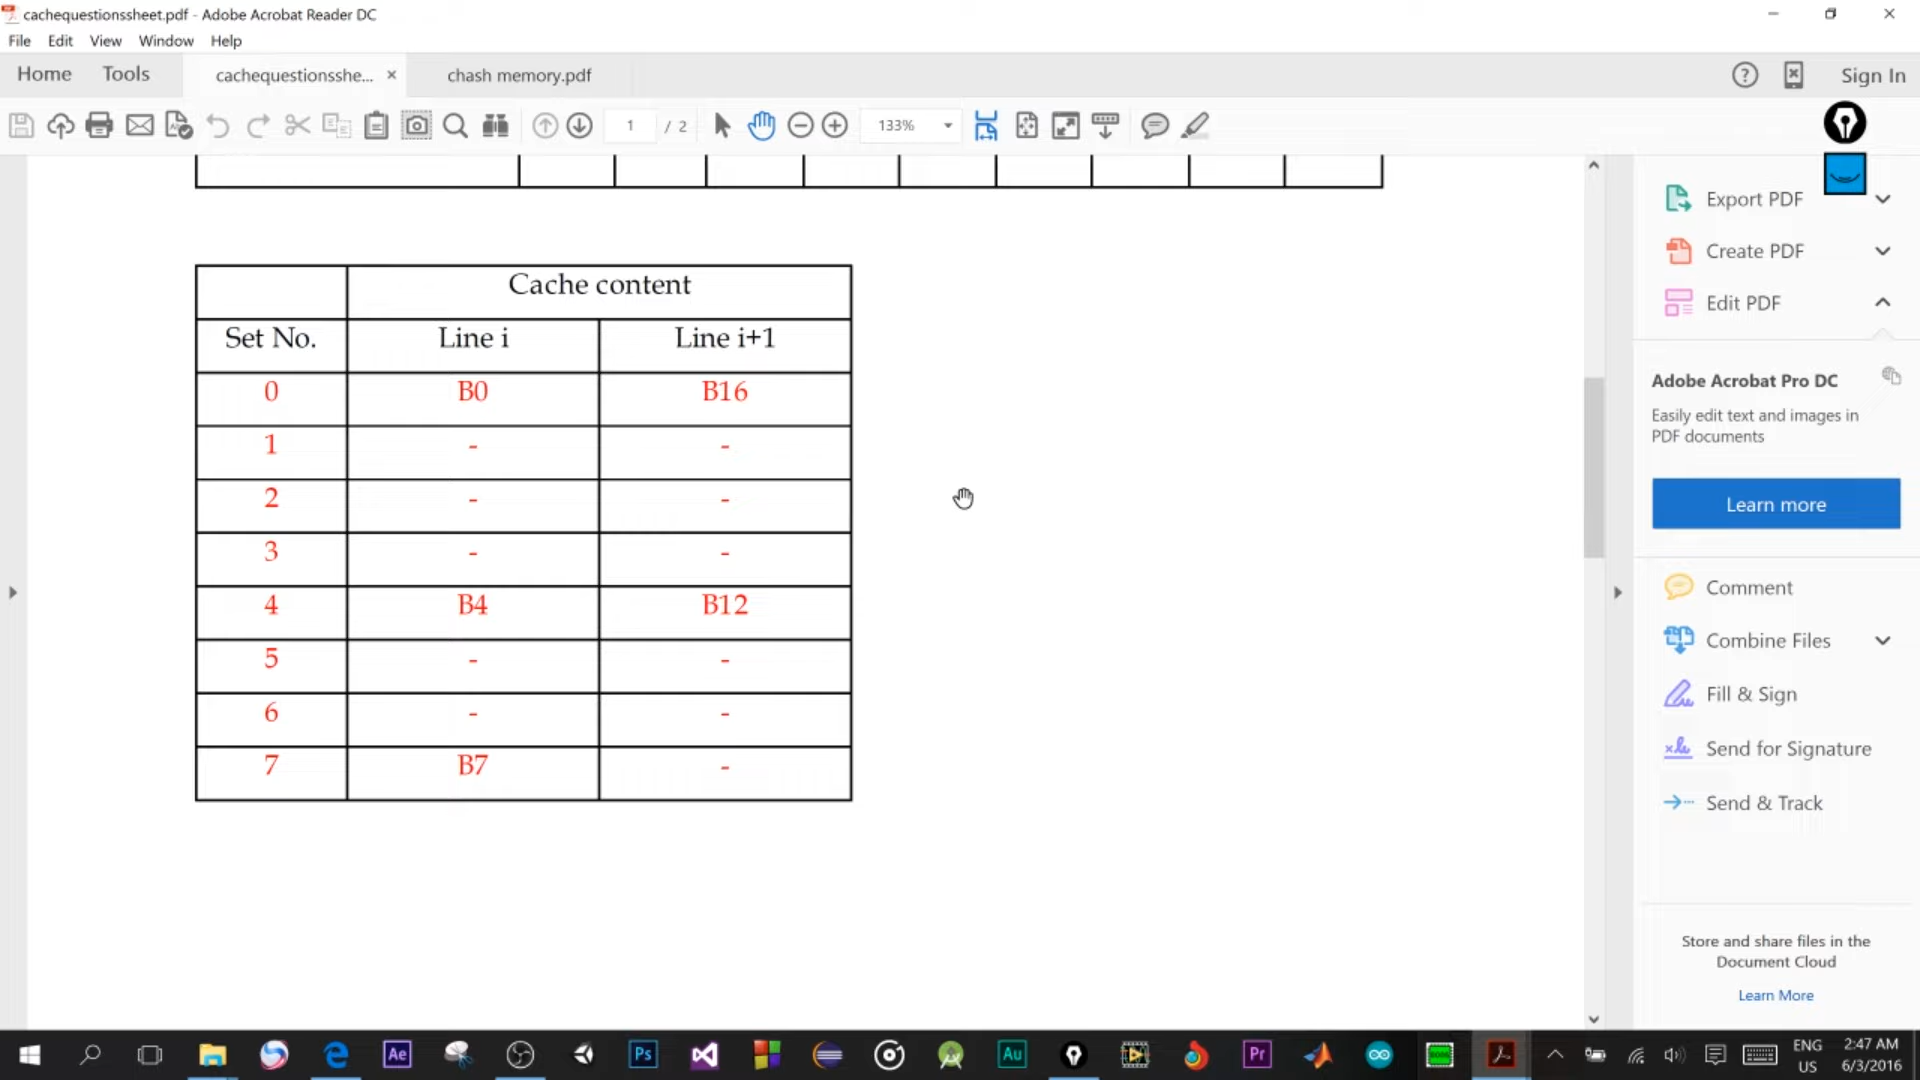 cachequestionssheet.pdf - Adobe Acrobat Reader DC
File Edit View Window Help
Home Tools cachequestionsshe... × chash memory.pdf Sign In
1 / 2 133%
Export PDF
Create PDF
Edit PDF
Adobe Acrobat Pro DC
Easily edit text and images in
PDF documents
Learn more
Comment
Combine Files
Fill & Sign
Send for Signature
Send & Track
Store and share files in the
Document Cloud
Learn More
Cache content
Set No. Line i Line i+1
0 B0 B16
1 - -
2 - -
3 - -
4 B4 B12
5 - -
6 - -
7 B7 -
Ae Ps Au Pr
ENG
US
2:47 AM
6/3/2016